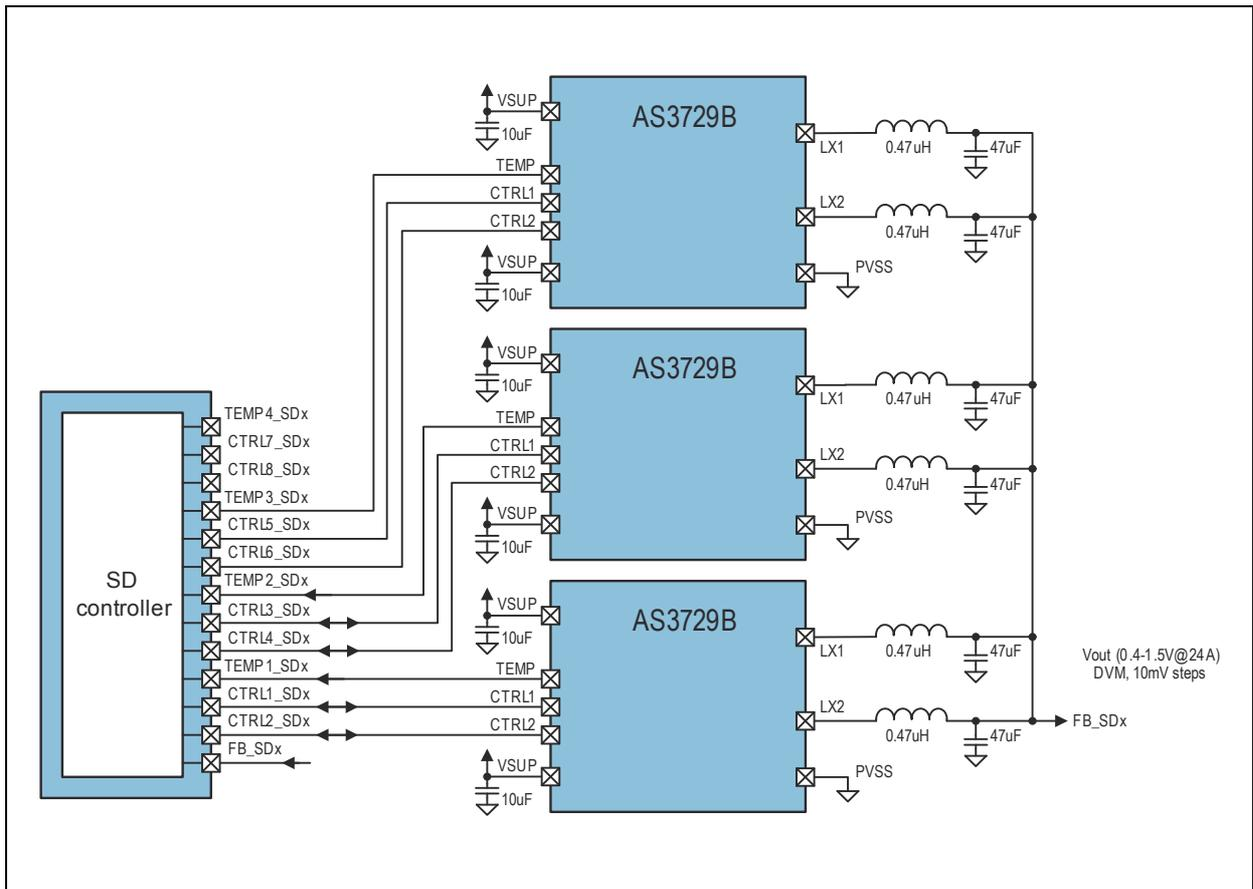 VSUP
10uF
TEMP
CTRL1
CTRL2
VSUP
10uF
AS3729B
LX1
0.47uH
47uF
LX2
0.47uH
47uF
PVSS
VSUP
10uF
TEMP
CTRL1
CTRL2
VSUP
10uF
AS3729B
LX1
0.47uH
47uF
LX2
0.47uH
47uF
PVSS
VSUP
10uF
TEMP
CTRL1
CTRL2
VSUP
10uF
AS3729B
LX1
0.47uH
47uF
LX2
0.47uH
47uF
PVSS
SD
controller
TEMP4_SDx
CTRL7_SDx
CTRL8_SDx
TEMP3_SDx
CTRL5_SDx
CTRL6_SDx
TEMP2_SDx
CTRL3_SDx
CTRL4_SDx
TEMP1_SDx
CTRL1_SDx
CTRL2_SDx
FB_SDx
Vout (0.4-1.5V@24A)
DVM, 10mV steps
FB_SDx